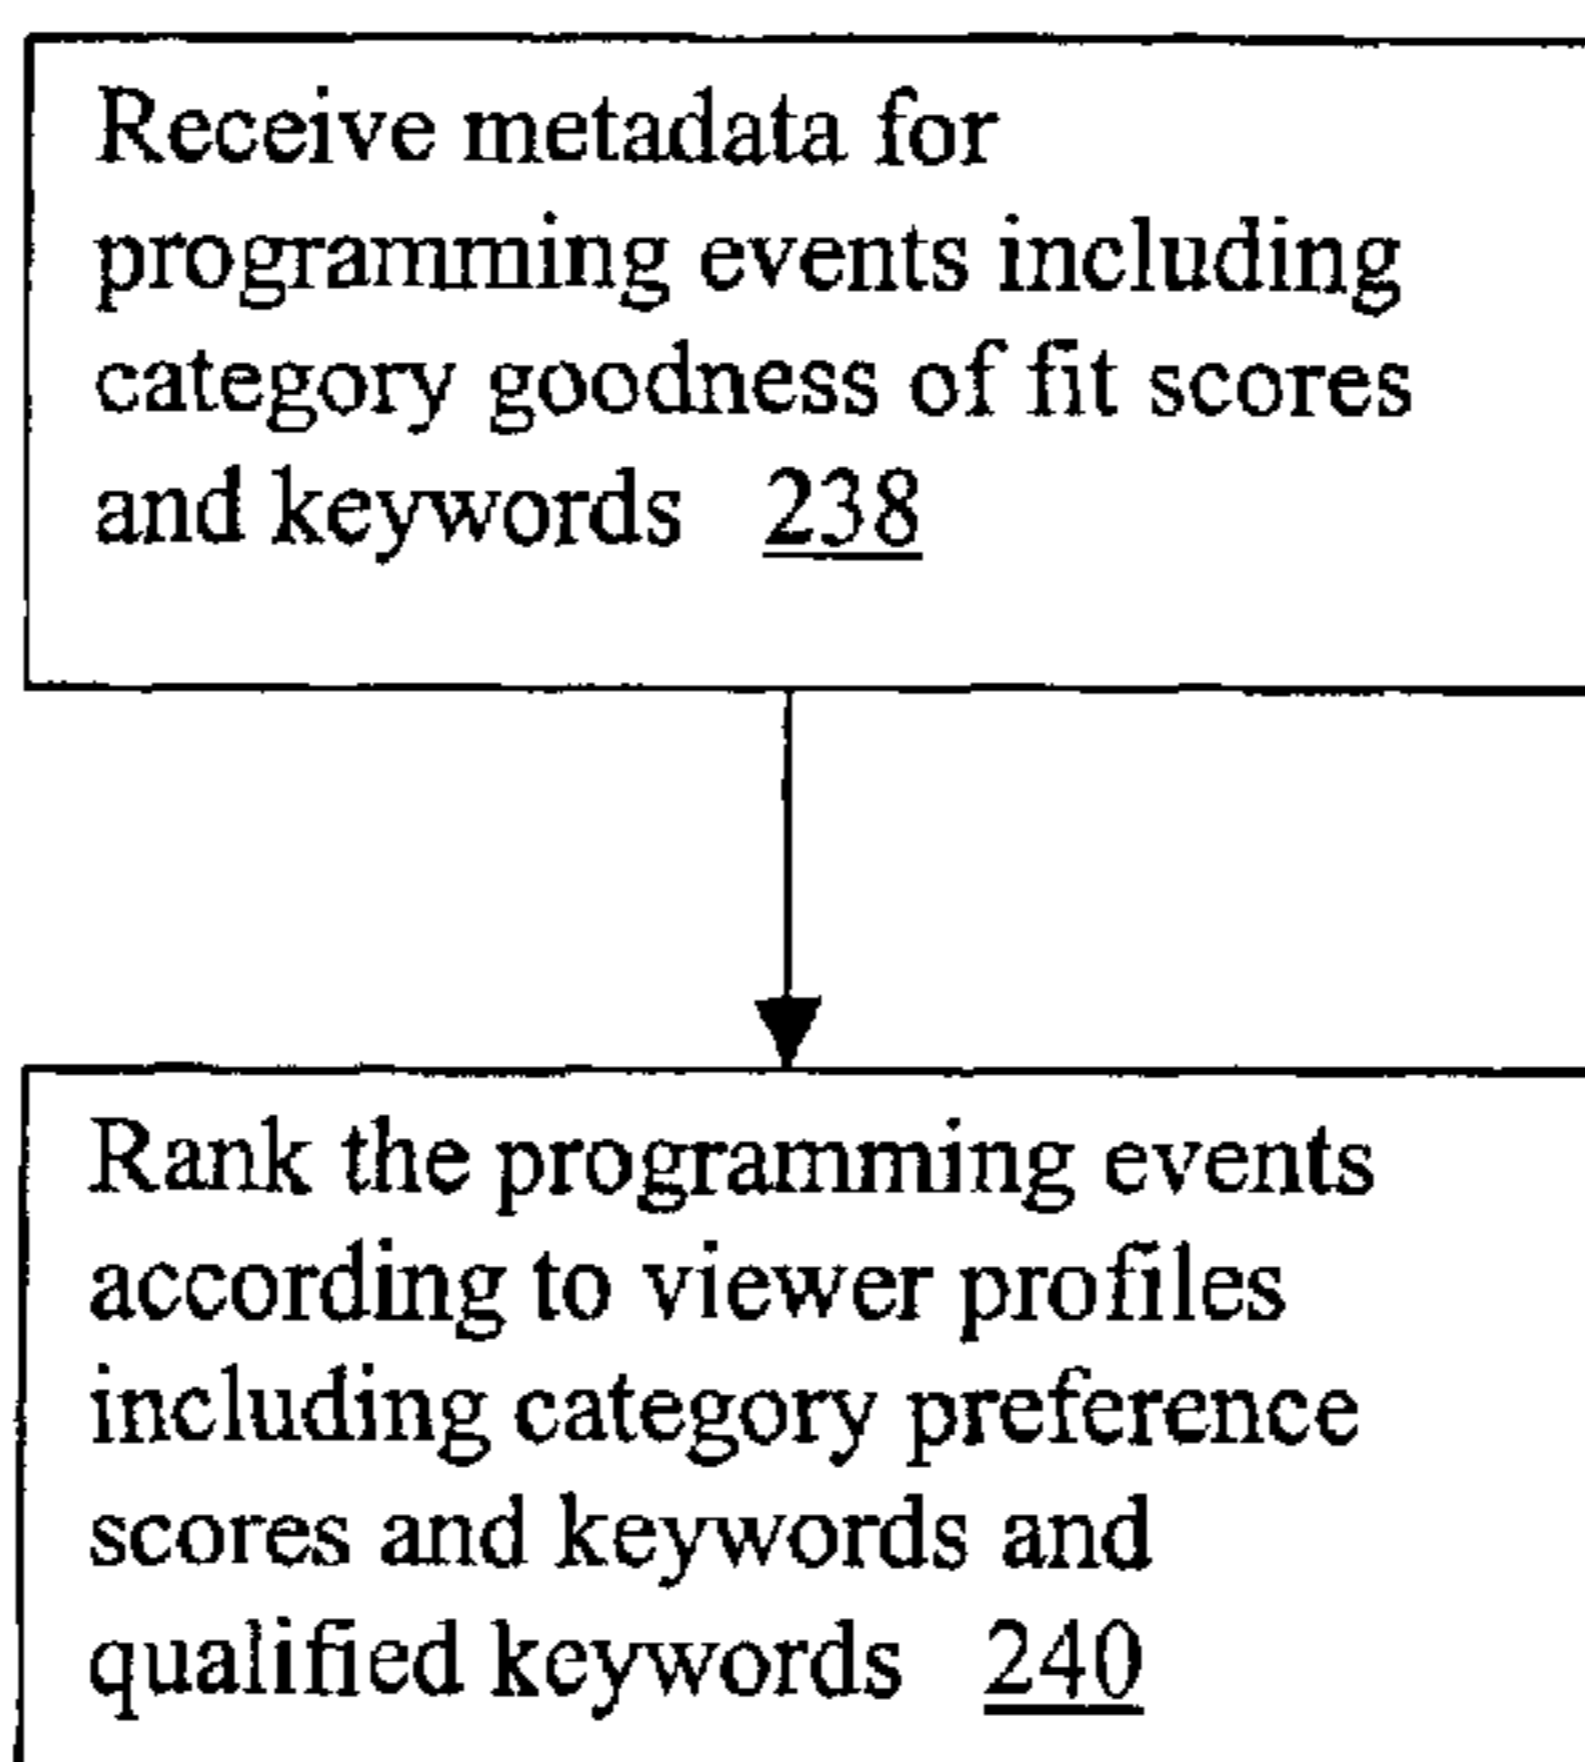 Receive metadata for
programming events including
category goodness of fit scores
and keywords 238
Rank the programming events
according to viewer profiles
including category preference
scores and keywords and
qualified keywords 240